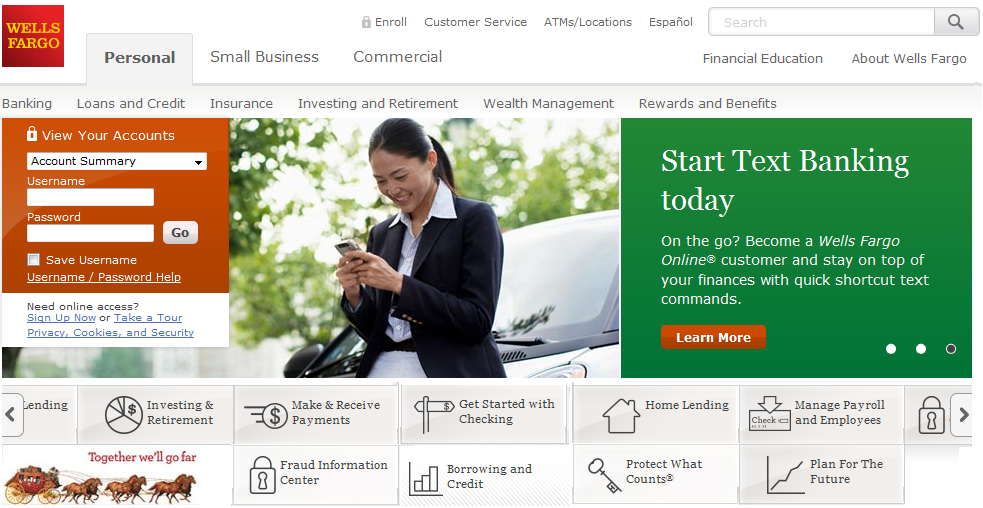 WELLS
FARGO
Enroll Customer Service ATMs/Locations Español Search
Personal Small Business Commercial Financial Education About Wells Fargo
Banking Loans and Credit Insurance Investing and Retirement Wealth Management Rewards and Benefits
View Your Accounts
Account Summary
Username
Password
Go
Save Username
Username / Password Help
Need online access?
Sign Up Now or Take a Tour
Privacy, Cookies, and Security
Start Text Banking
today
On the go? Become a Wells Fargo
Online® customer and stay on top of
your finances with quick shortcut text
commands.
Learn More
Lending
Investing &
Retirement
$
Make & Receive
Payments
$
Get Started with
Checking
Home Lending
Manage Payroll
and Employees
Check
Together we'll go far
Fraud Information
Center
Borrowing and
Credit
Protect What
Counts®
Plan For The
Future